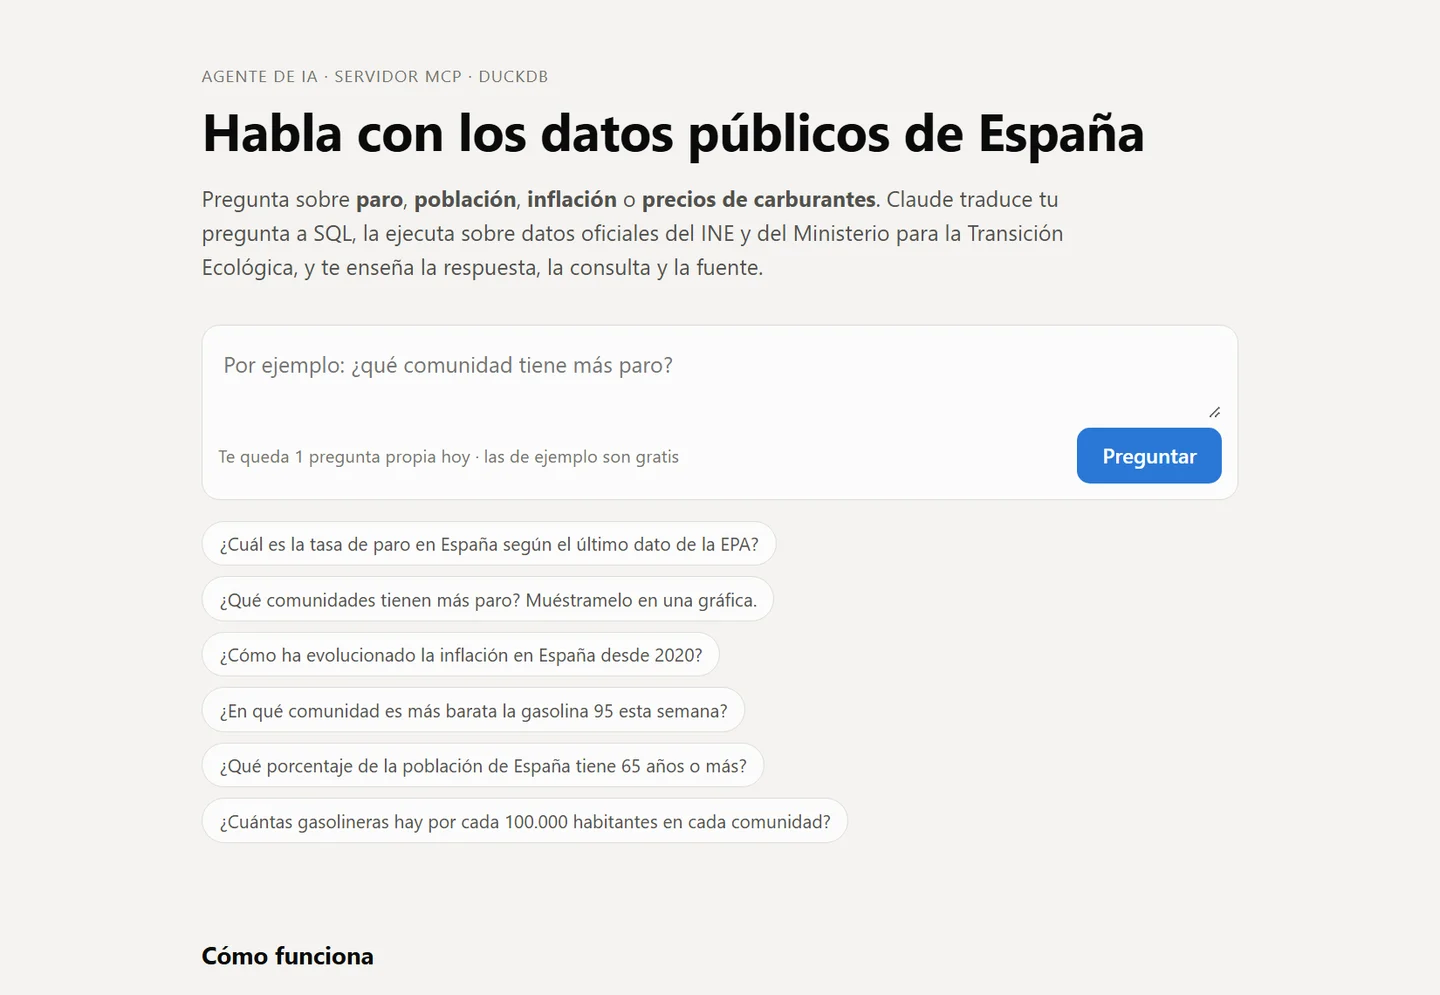 AGENTE DE IA · SERVIDOR MCP · DUCKDB
Habla con los datos públicos de España
Pregunta sobre paro, población, inflación o precios de carburantes. Claude traduce tu
pregunta a SQL, la ejecuta sobre datos oficiales del INE y del Ministerio para la Transición
Ecológica, y te enseña la respuesta, la consulta y la fuente.
Por ejemplo: ¿qué comunidad tiene más paro?
Te queda 1 pregunta propia hoy · las de ejemplo son gratis
Preguntar
¿Cuál es la tasa de paro en España según el último dato de la EPA?
¿Qué comunidades tienen más paro? Muéstramelo en una gráfica.
¿Cómo ha evolucionado la inflación en España desde 2020?
¿En qué comunidad es más barata la gasolina 95 esta semana?
¿Qué porcentaje de la población de España tiene 65 años o más?
¿Cuántas gasolineras hay por cada 100.000 habitantes en cada comunidad?
Cómo funciona